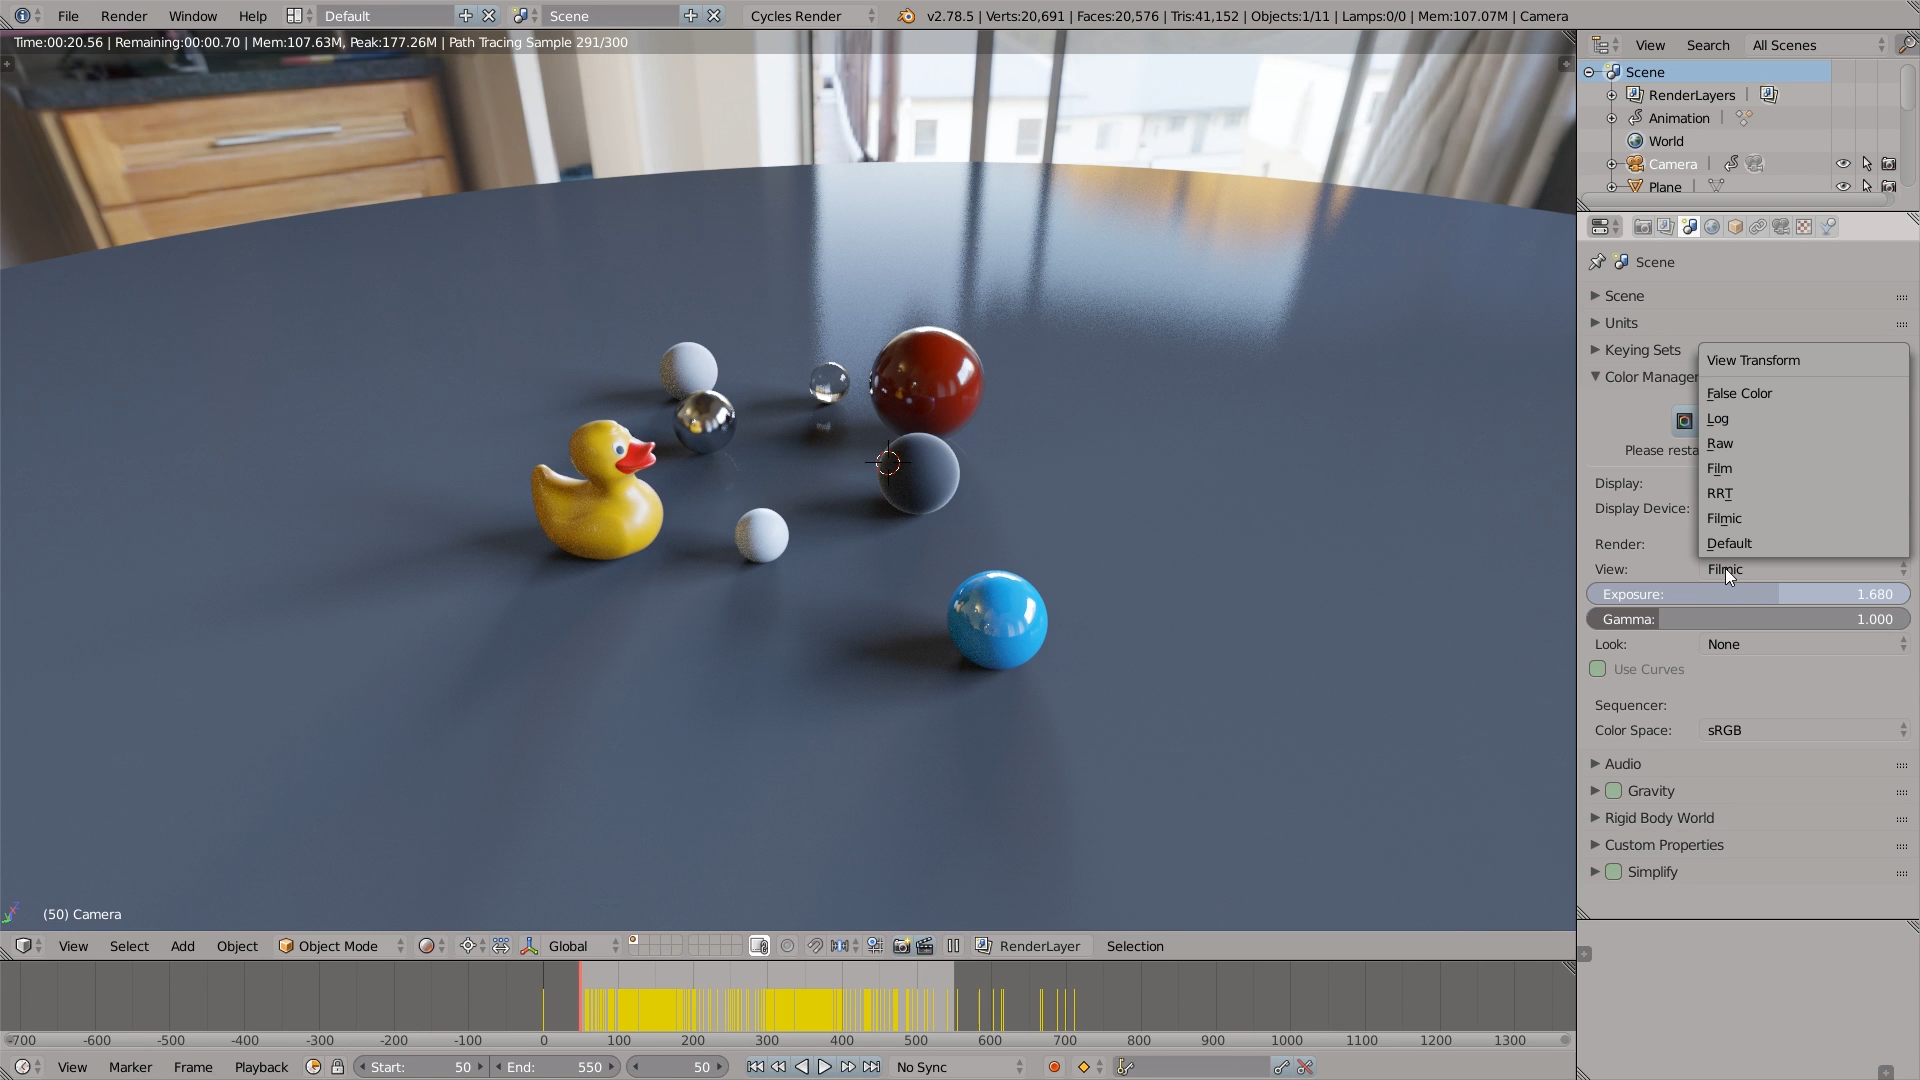 File Render Window Help Default Scene Cycles Render v2.78.5 | Verts:20,691 | Faces:20,576 | Tris:41,152 | Objects:1/11 | Lamps:0/0 | Mem:107.07M | Camera
Time:00:20.56 | Remaining:00:00.70 | Mem:107.63M, Peak:177.26M | Path Tracing Sample 291/300
View Search All Scenes
Scene
RenderLayers |
Animation
World
Camera |
Plane |
Scene
Scene
Units
Keying Sets
Color Manager
Please resta
Display:
Display Device:
Render:
View Transform
False Color
Log
Raw
Film
RRT
Filmic
Default
View: Filmic
Exposure: 1.680
Gamma: 1.000
Look: None
Use Curves
Sequencer:
Color Space: sRGB
Audio
Gravity
Rigid Body World
Custom Properties
Simplify
(50) Camera
View Select Add Object Object Mode Global RenderLayer Selection
-700 -600 -500 -400 -300 -200 -100 0 100 200 300 400 500 600 700 800 900 1000 1100 1200 1300
View Marker Frame Playback Start: 50 End: 550 50 No Sync